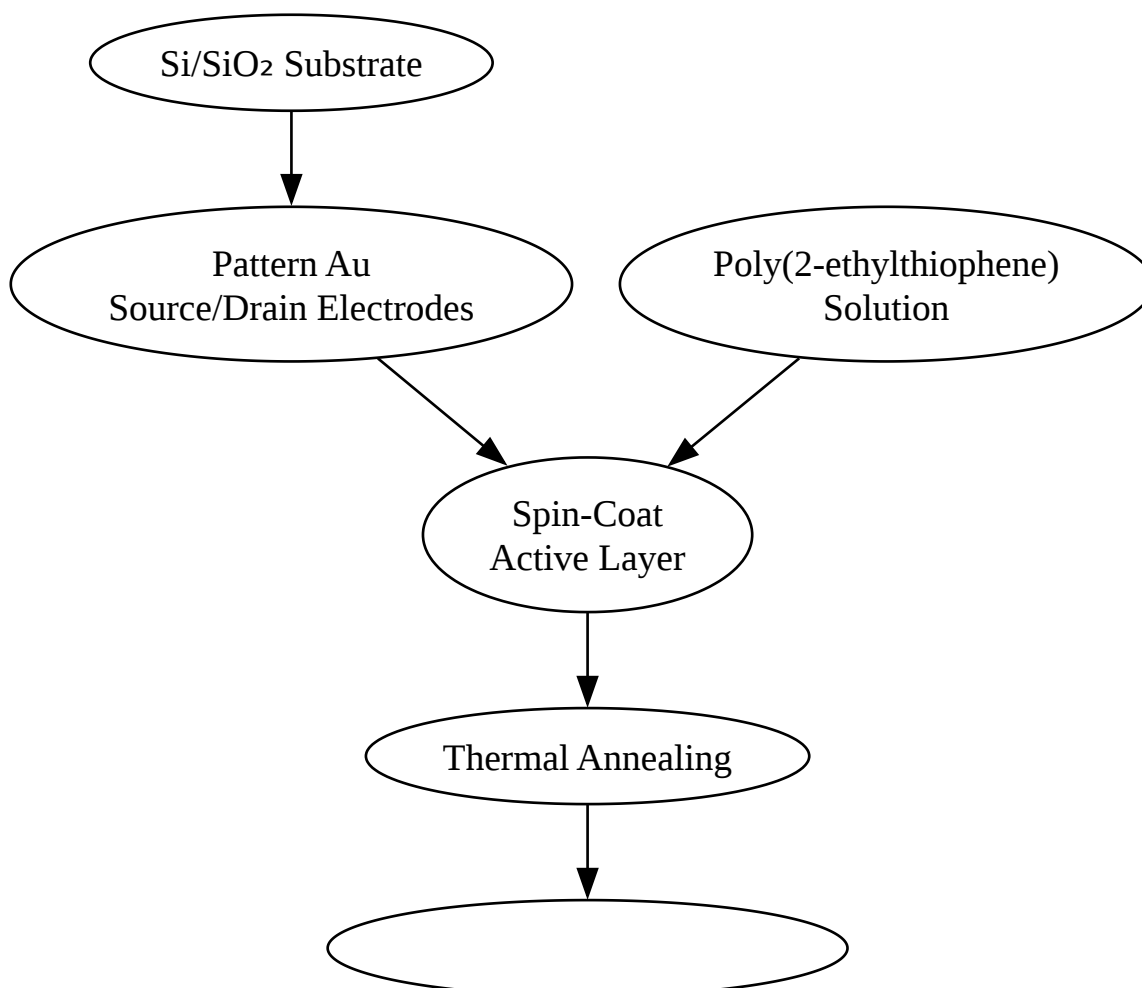 Si/SiO₂ Substrate
Pattern Au
Source/Drain Electrodes
Poly(2-ethylthiophene)
Solution
Spin-Coat
Active Layer
Thermal Annealing